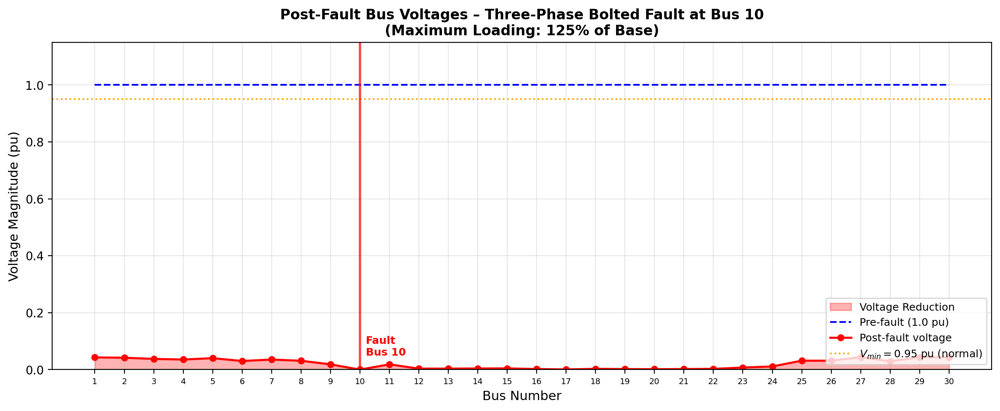 Post-Fault Bus Voltages – Three-Phase Bolted Fault at Bus 10
(Maximum Loading: 125% of Base)
Voltage Magnitude (pu)
1.0
0.8
0.6
0.4
0.2
0.0
Fault
Bus 10
Voltage Reduction
Pre-fault (1.0 pu)
Post-fault voltage
V_min = 0.95 pu (normal)
1 2 3 4 5 6 7 8 9 10 11 12 13 14 15 16 17 18 19 20 21 22 23 24 25 26 27 28 29 30
Bus Number